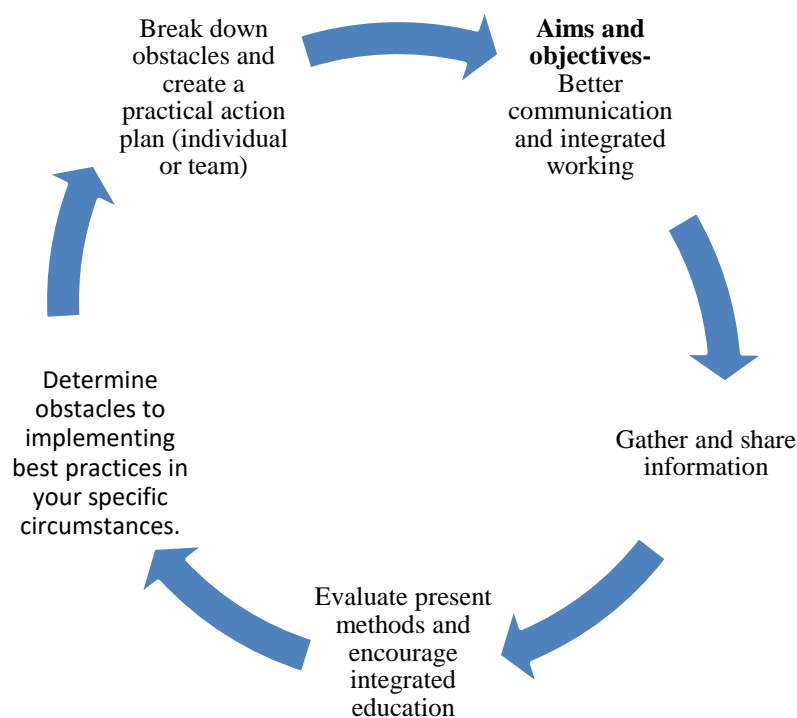 Break down
obstacles and
create a
practical action
plan (individual
or team)
Aims and
objectives-
Better
communication
and integrated
working
Gather and share
information
Evaluate present
methods and
encourage
integrated
education
Determine
obstacles to
implementing
best practices in
your specific
circumstances.